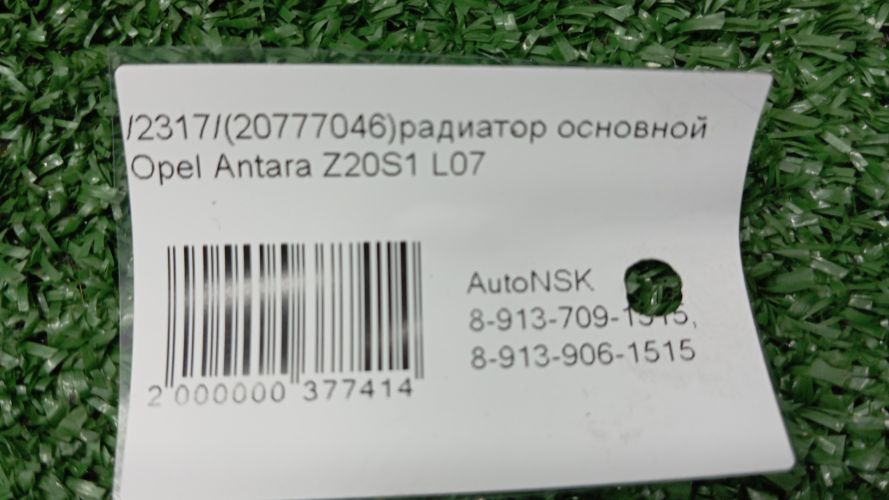 /2317/(20777046)радиатор основной
Opel Antara Z20S1 L07
AutoNSK
8-913-709-1515,
8-913-906-1515
2 000000 377414